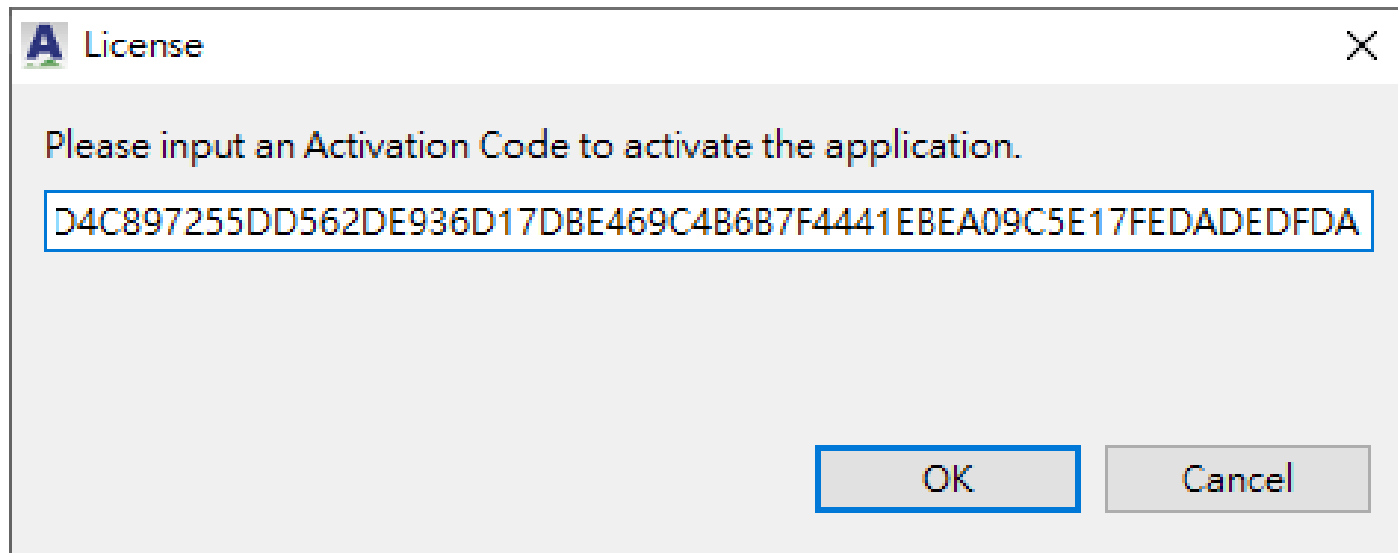 License
Please input an Activation Code to activate the application.
D4C897255DD562DE936D17DBE469C4B6B7F4441EBEA09C5E17FEDADEDFDA
OK
Cancel